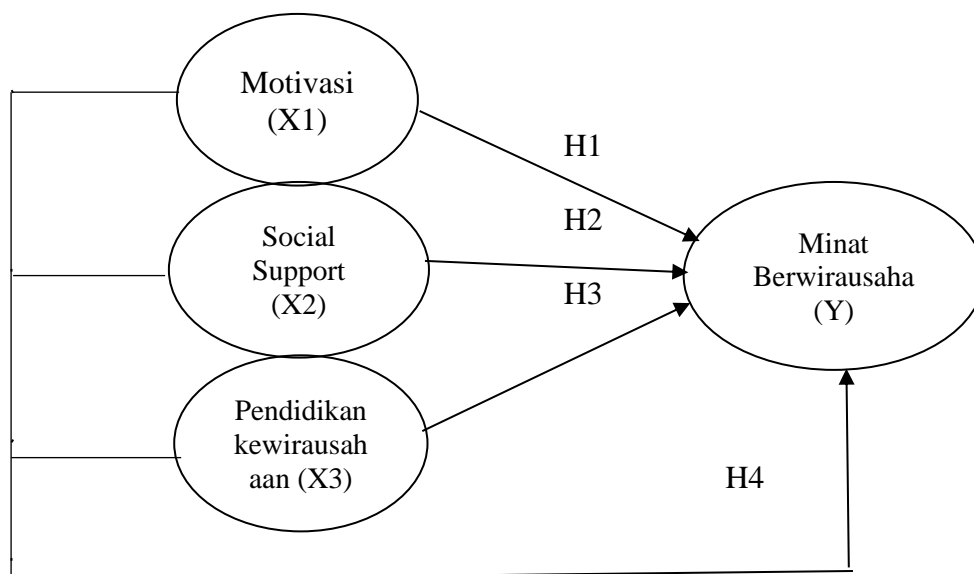 Motivasi
(X1)
H1
H2
Social
Support
(X2)
H3
Minat
Berwirausaha
(Y)
Pendidikan
kewirausah
aan (X3)
H4